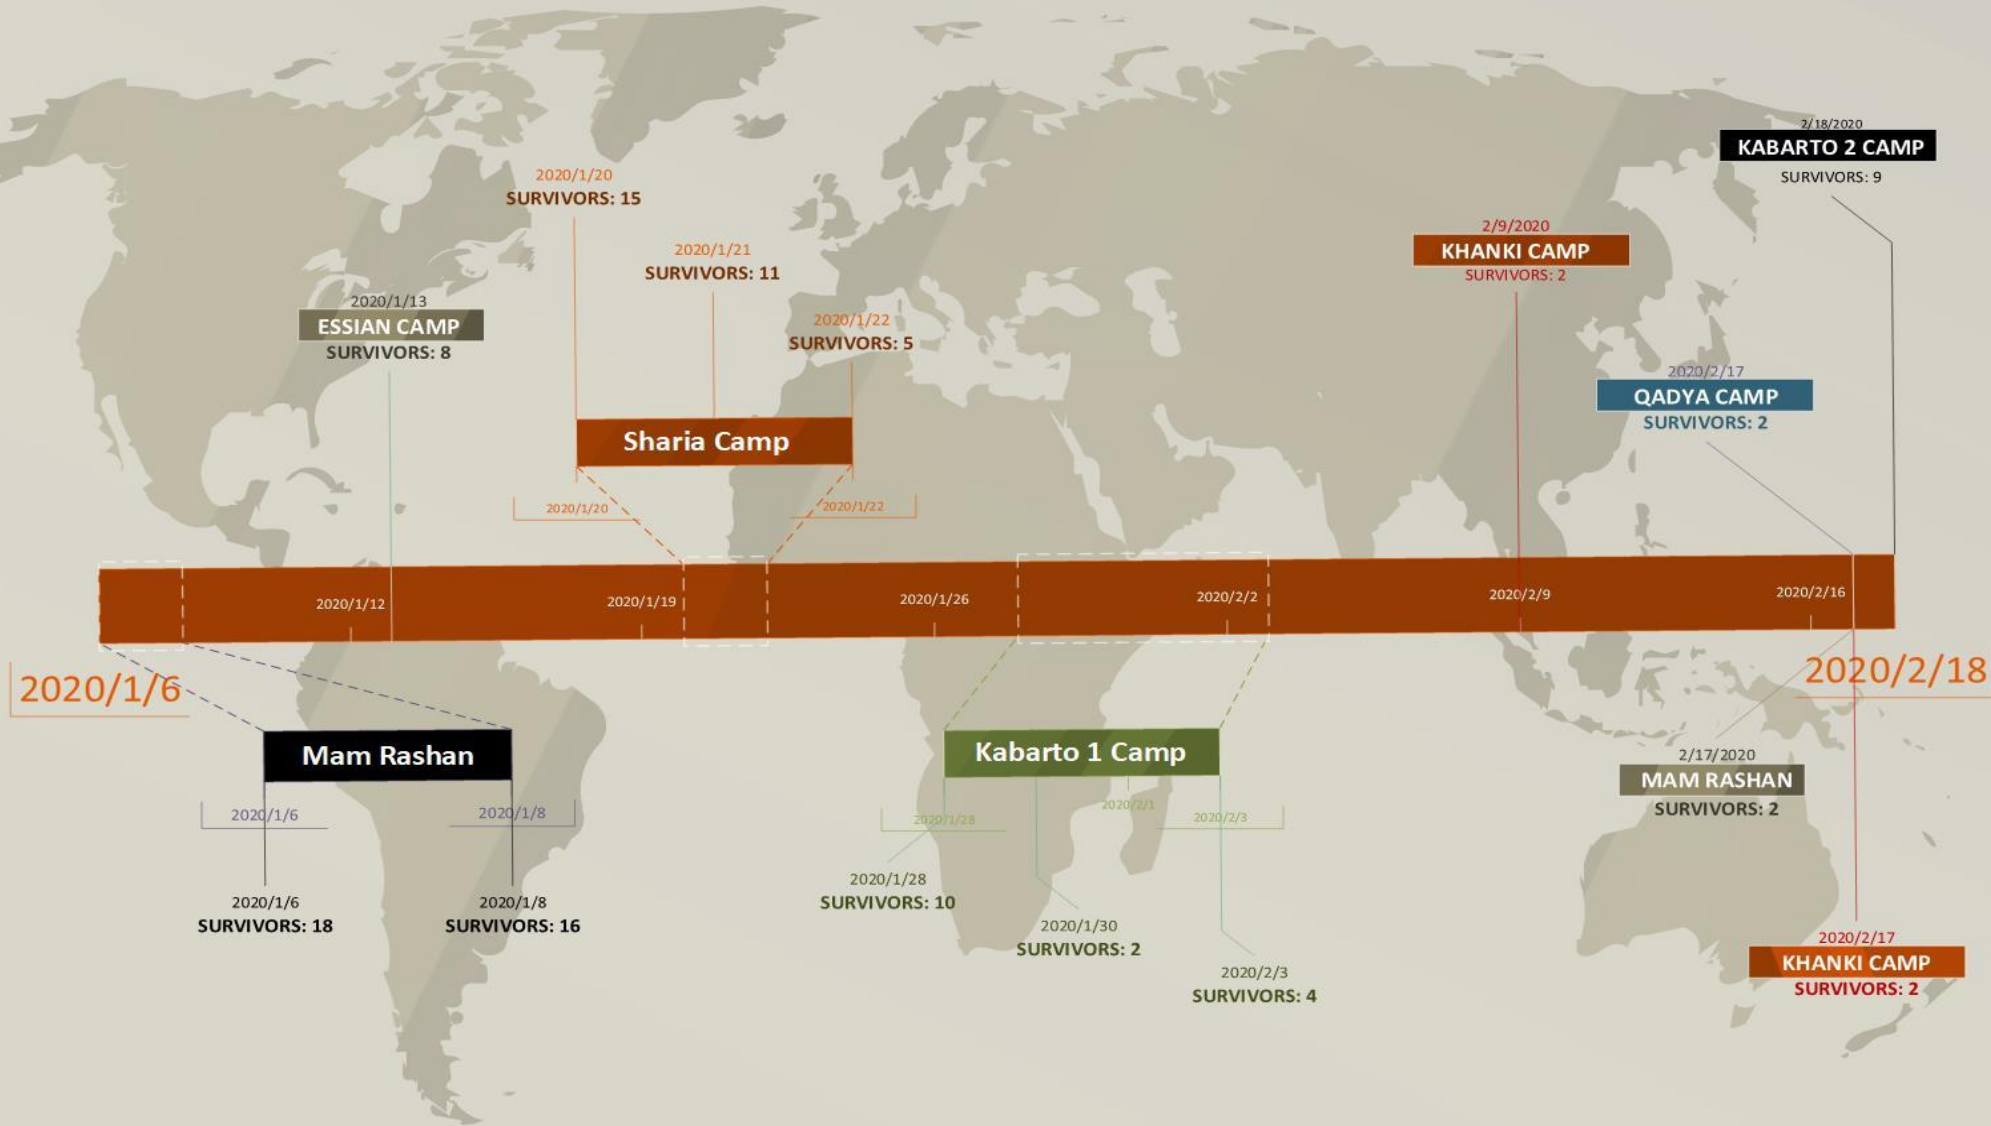 2/18/2020
KABARTO 2 CAMP
SURVIVORS: 9
2020/1/20
SURVIVORS: 15
2/9/2020
KHANKI CAMP
SURVIVORS: 2
2020/1/21
SURVIVORS: 11
2020/1/13
ESSIAN CAMP
SURVIVORS: 8
2020/1/22
SURVIVORS: 5
2020/2/17
QADYA CAMP
SURVIVORS: 2
Sharia Camp
2020/1/20
2020/1/22
2020/1/12
2020/1/19
2020/1/26
2020/2/2
2020/2/9
2020/2/16
2020/1/6
2020/2/18
Mam Rashan
2020/1/6
2020/1/8
2020/1/6
SURVIVORS: 18
2020/1/8
SURVIVORS: 16
Kabarto 1 Camp
2020/1/28
2020/2/1
2020/2/3
2020/1/28
SURVIVORS: 10
2020/1/30
SURVIVORS: 2
2020/2/3
SURVIVORS: 4
2/17/2020
MAM RASHAN
SURVIVORS: 2
2020/2/17
KHANKI CAMP
SURVIVORS: 2